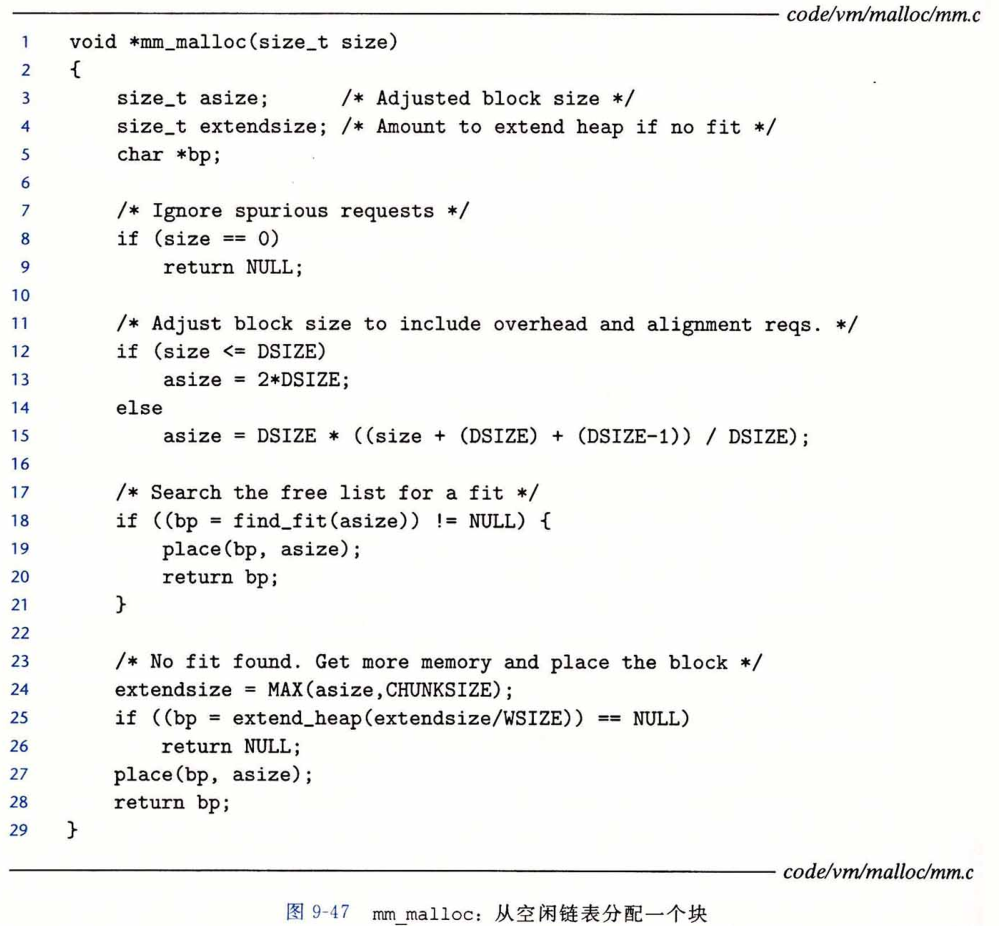 code/vm/malloc/mm.c
1 void *mm_malloc(size_t size)
2 {
3     size_t asize;      /* Adjusted block size */
4     size_t extendsize; /* Amount to extend heap if no fit */
5     char *bp;
6
7     /* Ignore spurious requests */
8     if (size == 0)
9         return NULL;
10
11     /* Adjust block size to include overhead and alignment reqs. */
12     if (size <= DSIZE)
13         asize = 2*DSIZE;
14     else
15         asize = DSIZE * ((size + (DSIZE) + (DSIZE-1)) / DSIZE);
16
17     /* Search the free list for a fit */
18     if ((bp = find_fit(asize)) != NULL) {
19         place(bp, asize);
20         return bp;
21     }
22
23     /* No fit found. Get more memory and place the block */
24     extendsize = MAX(asize,CHUNKSIZE);
25     if ((bp = extend_heap(extendsize/WSIZE)) == NULL)
26         return NULL;
27     place(bp, asize);
28     return bp;
29 }
code/vm/malloc/mm.c
图 9-47 mm_malloc：从空闲链表分配一个块